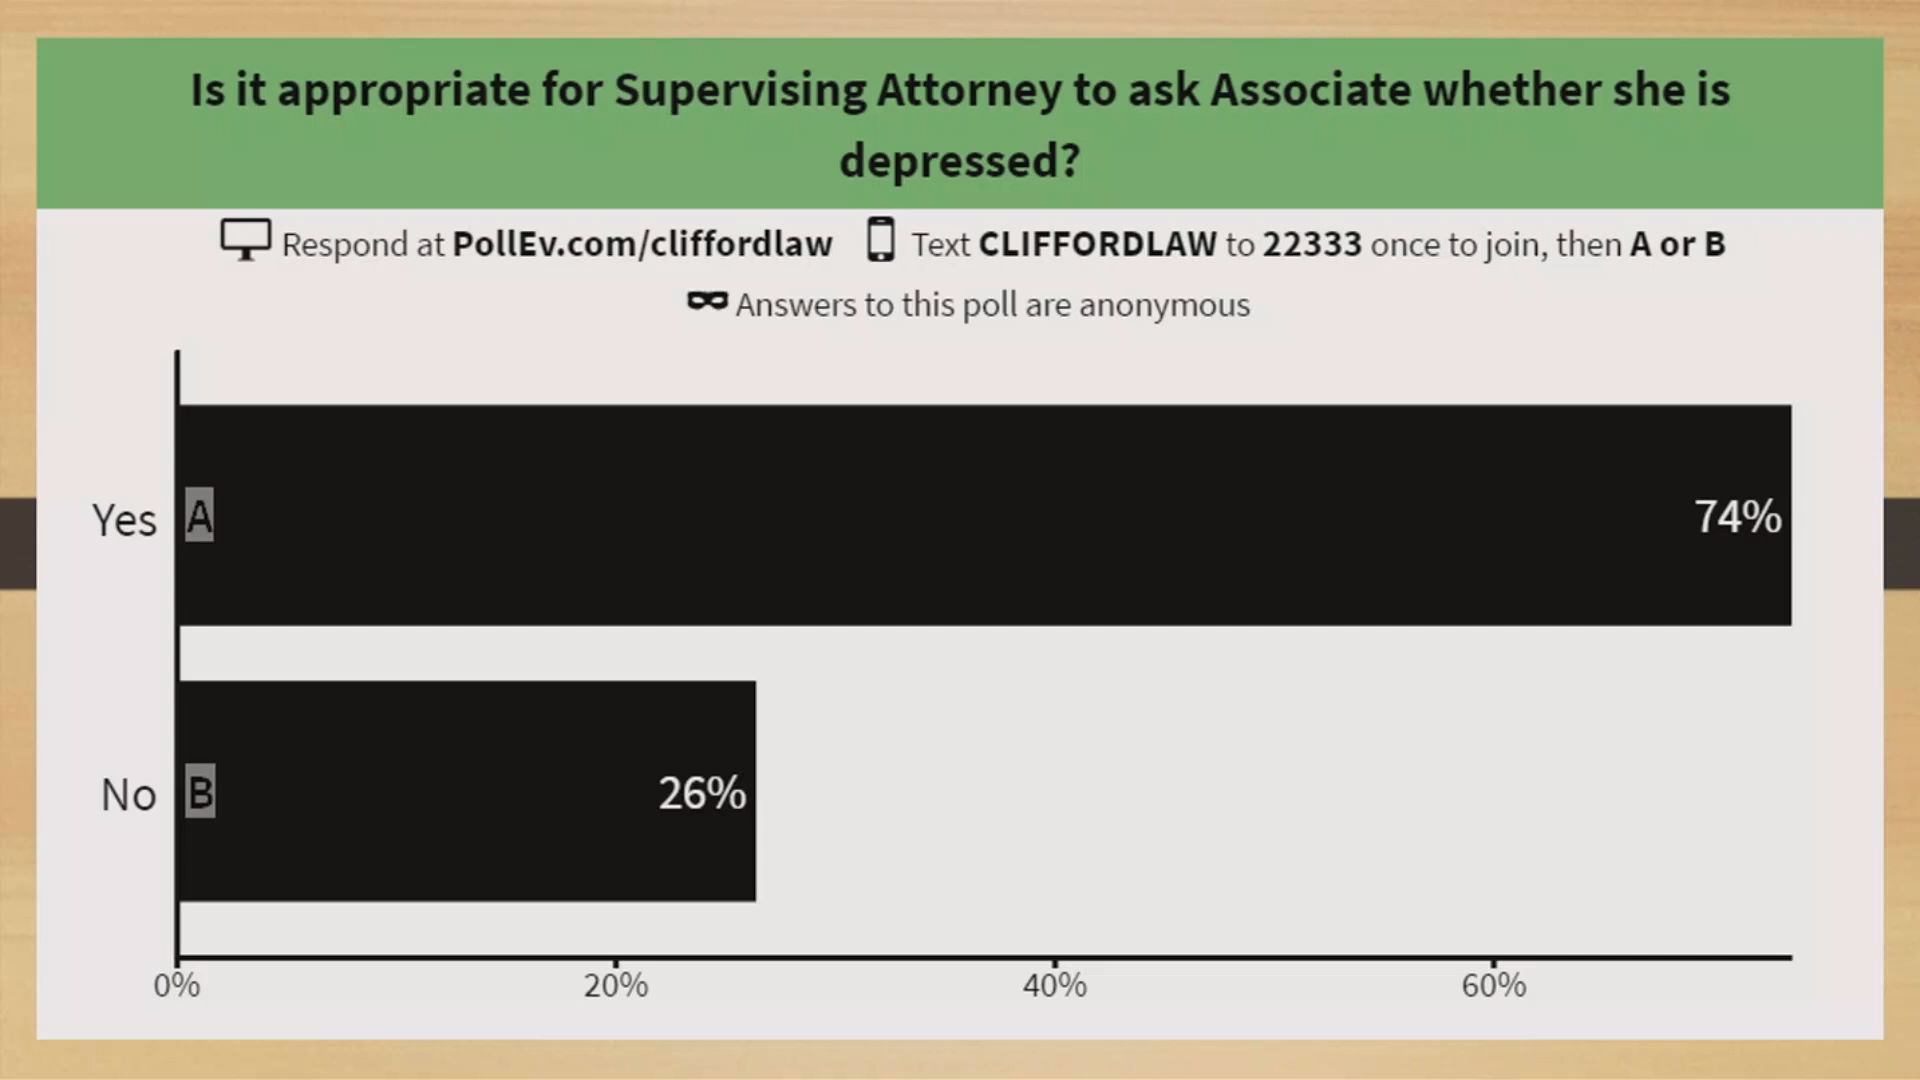 Is it appropriate for Supervising Attorney to ask Associate whether she is
depressed?
Respond at PollEv.com/cliffordlaw Text CLIFFORDLAW to 22333 once to join, then A or B
Answers to this poll are anonymous
Yes A 74%
No B 26%
0% 20% 40% 60%